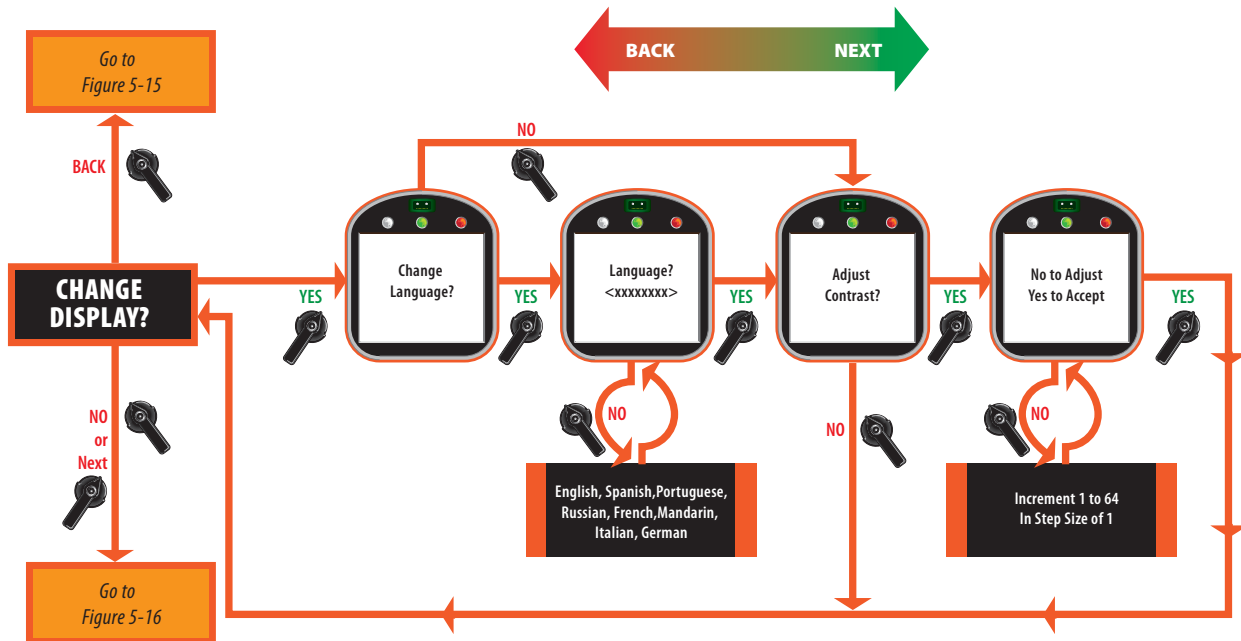 Go to
Figure 5-15
BACK
NEXT
BACK
NO
CHANGE
DISPLAY?
YES
Change
Language?
YES
Language?
<xxxxxxxx>
YES
Adjust
Contrast?
YES
No to Adjust
Yes to Accept
YES
NO
or
Next
NO
English, Spanish,Portuguese,
Russian, French,Mandarin,
Italian, German
NO
NO
Increment 1 to 64
In Step Size of 1
Go to
Figure 5-16